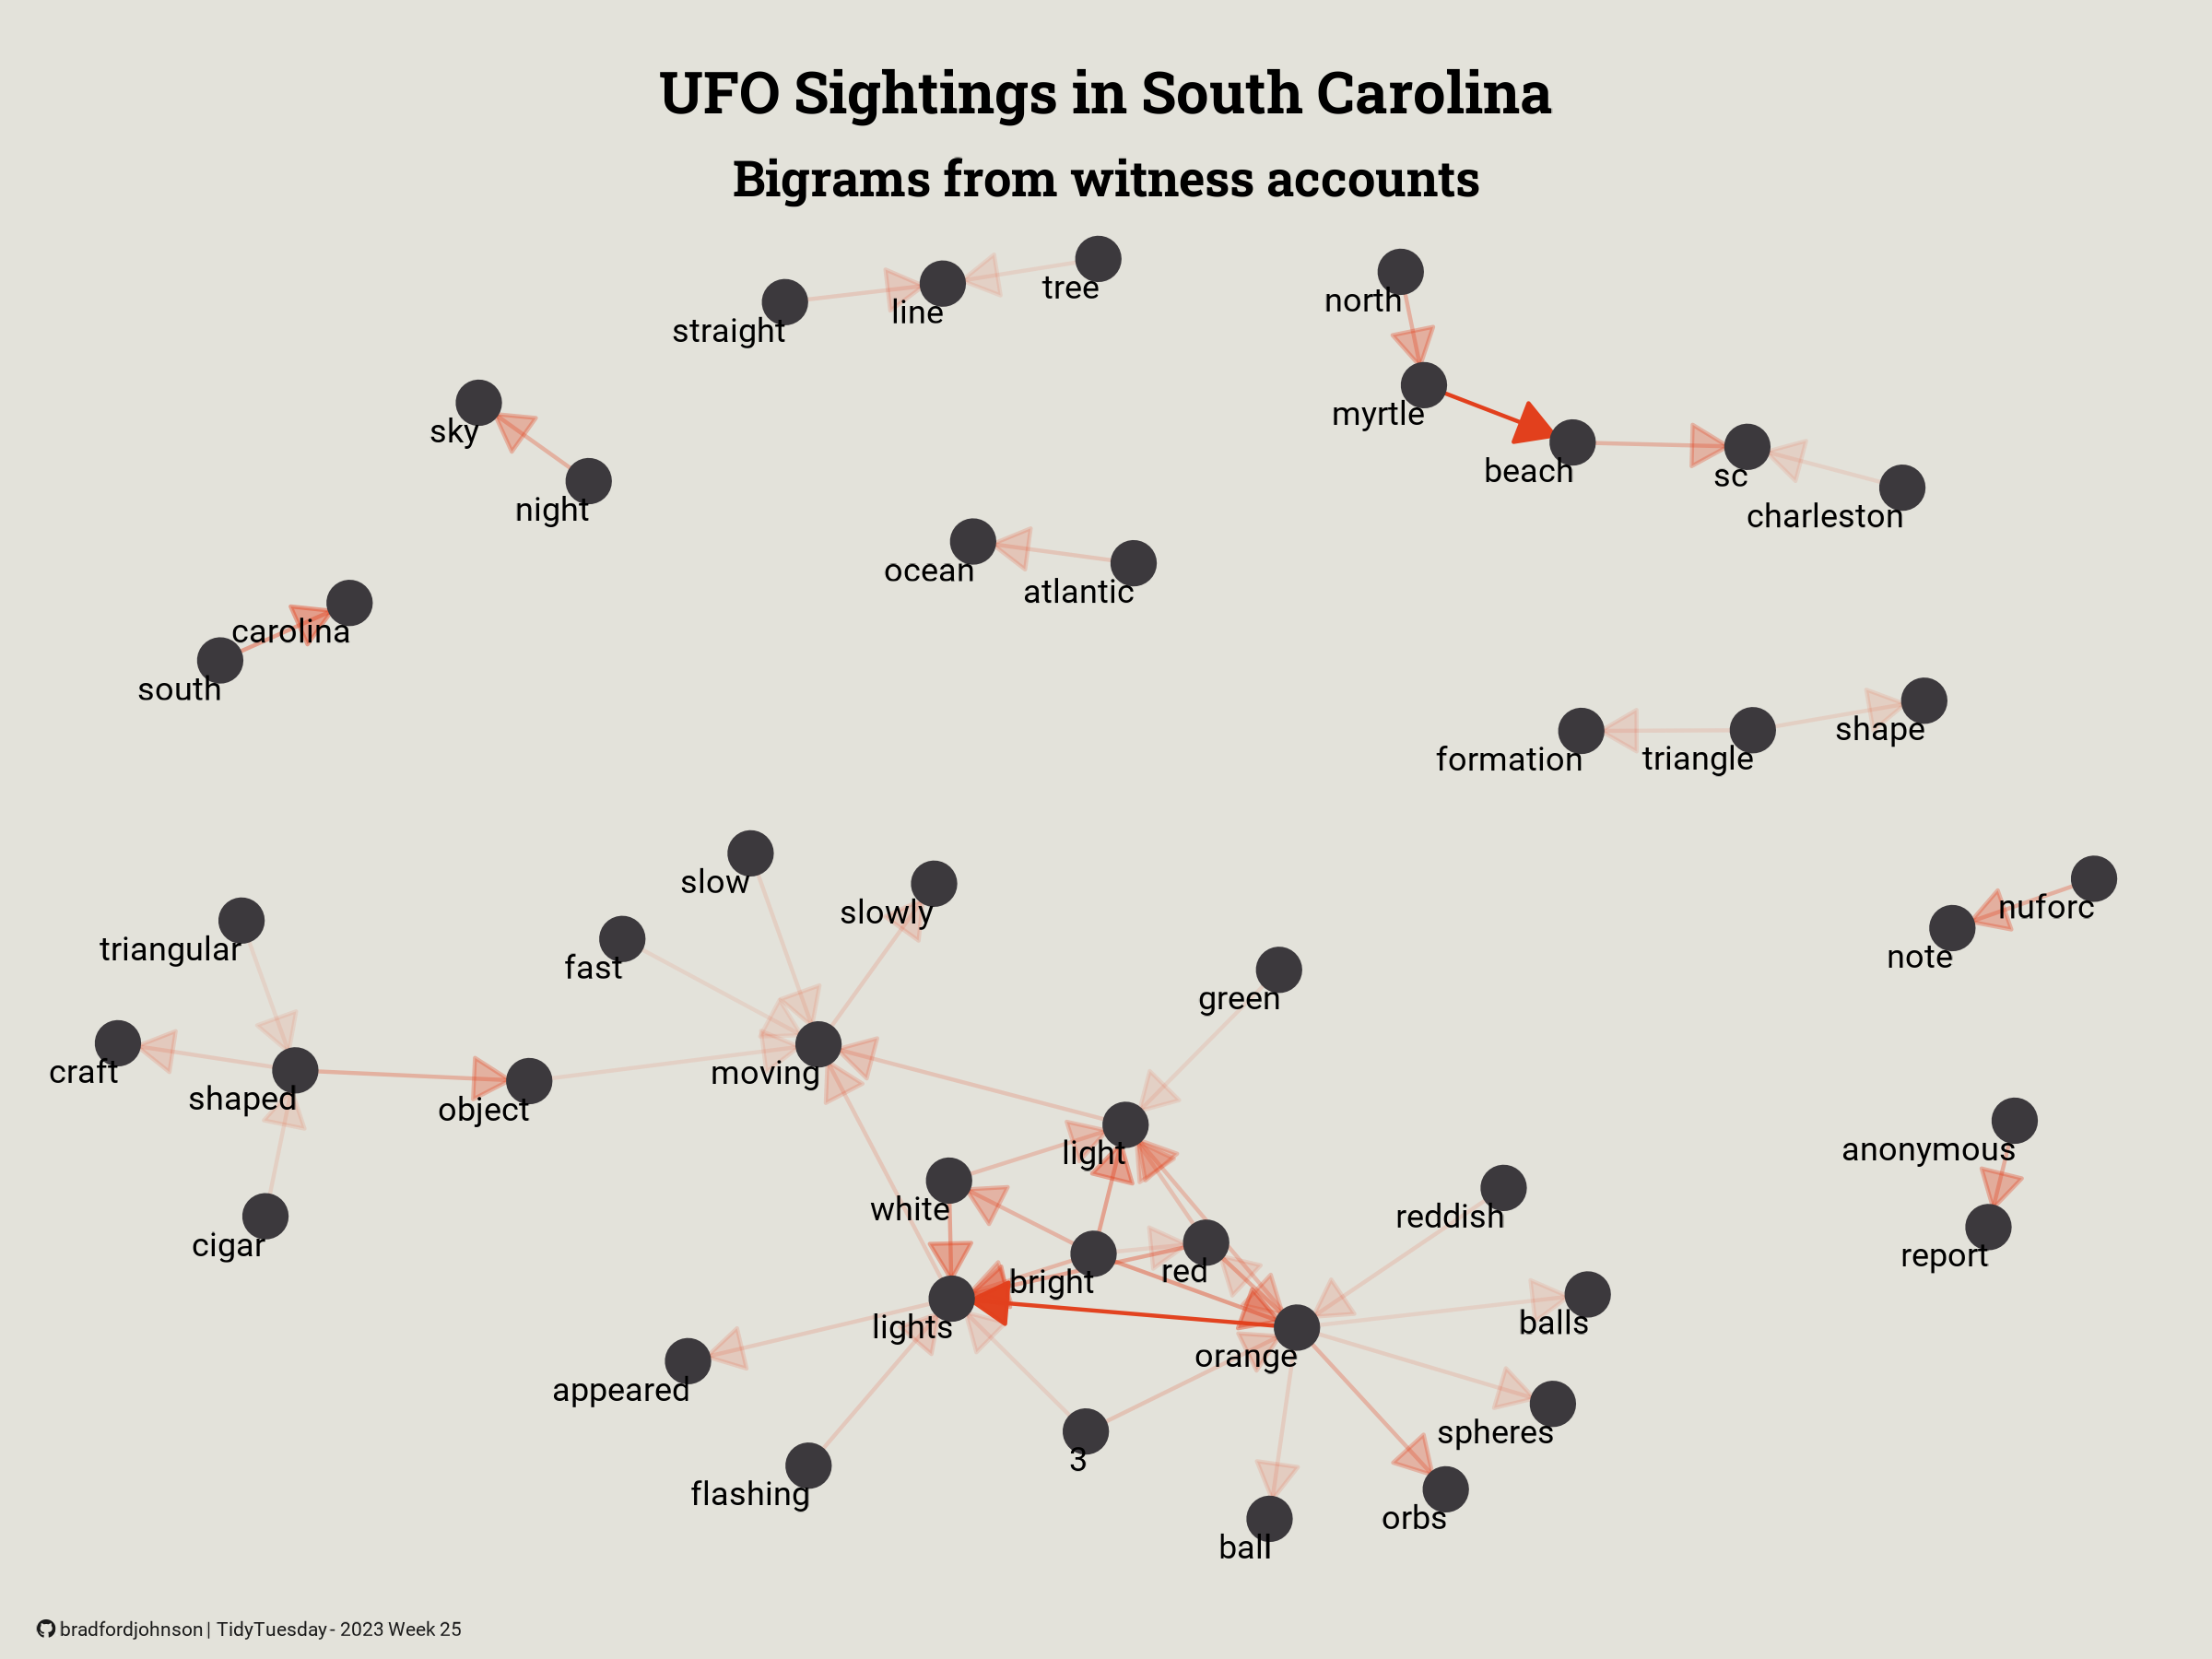 UFO Sightings in South Carolina
Bigrams from witness accounts
tree
north
line
straight
myrtle
sky
beach
sc
night
charleston
ocean
atlantic
carolina
south
shape
formation
triangle
slow
nuforc
slowly
triangular
note
fast
green
craft
moving
shaped
object
anonymous
light
white
reddish
cigar
report
red
bright
balls
lights
orange
appeared
spheres
3
flashing
orbs
ball
bradfordjohnson | TidyTuesday - 2023 Week 25